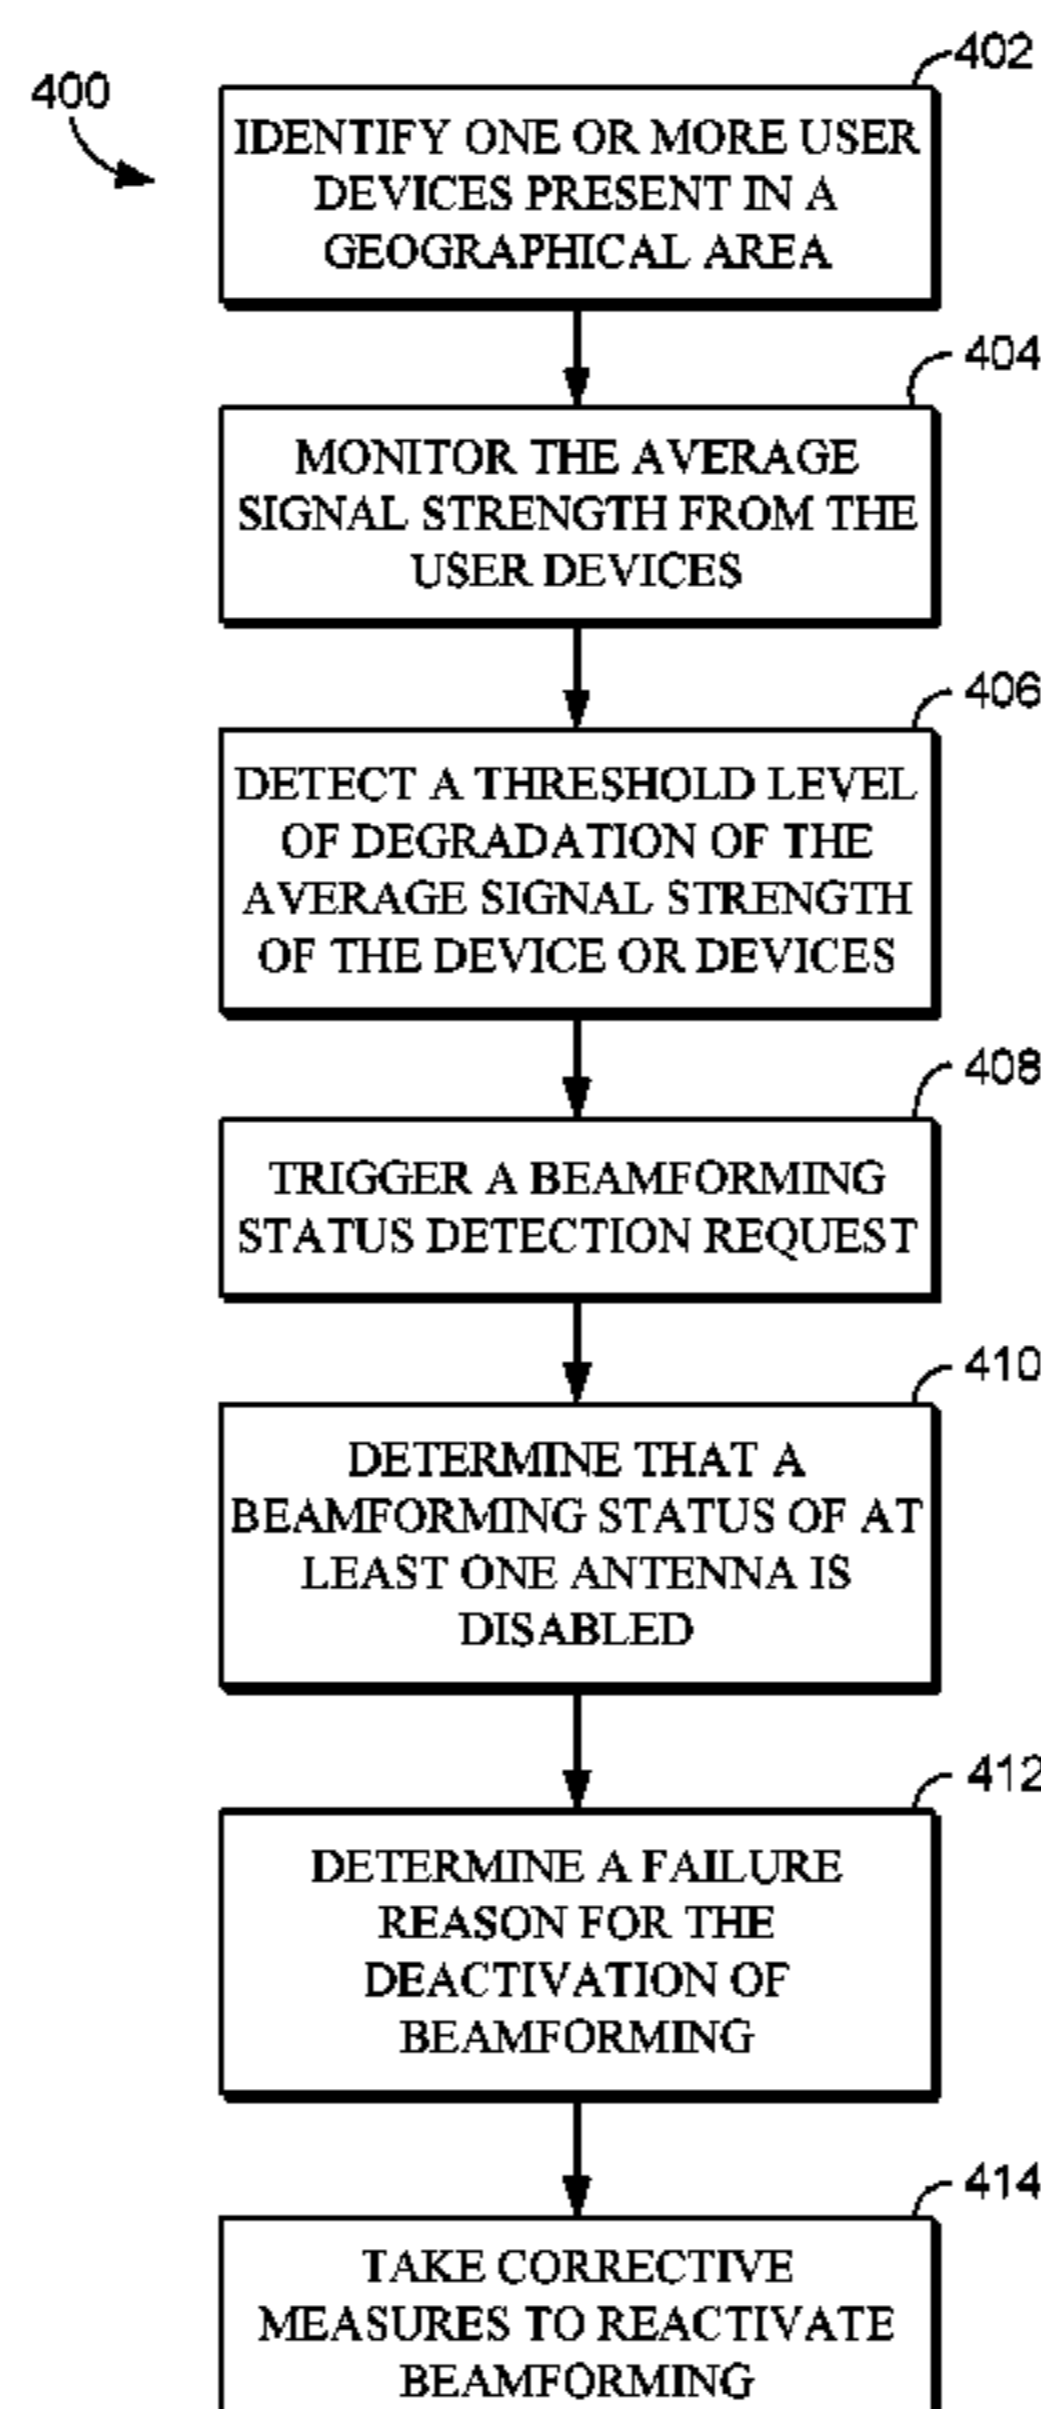 400
402
IDENTIFY ONE OR MORE USER
DEVICES PRESENT IN A
GEOGRAPHICAL AREA
404
MONITOR THE AVERAGE
SIGNAL STRENGTH FROM THE
USER DEVICES
406
DETECT A THRESHOLD LEVEL
OF DEGRADATION OF THE
AVERAGE SIGNAL STRENGTH
OF THE DEVICE OR DEVICES
408
TRIGGER A BEAMFORMING
STATUS DETECTION REQUEST
410
DETERMINE THAT A
BEAMFORMING STATUS OF AT
LEAST ONE ANTENNA IS
DISABLED
412
DETERMINE A FAILURE
REASON FOR THE
DEACTIVATION OF
BEAMFORMING
414
TAKE CORRECTIVE
MEASURES TO REACTIVATE
BEAMFORMING